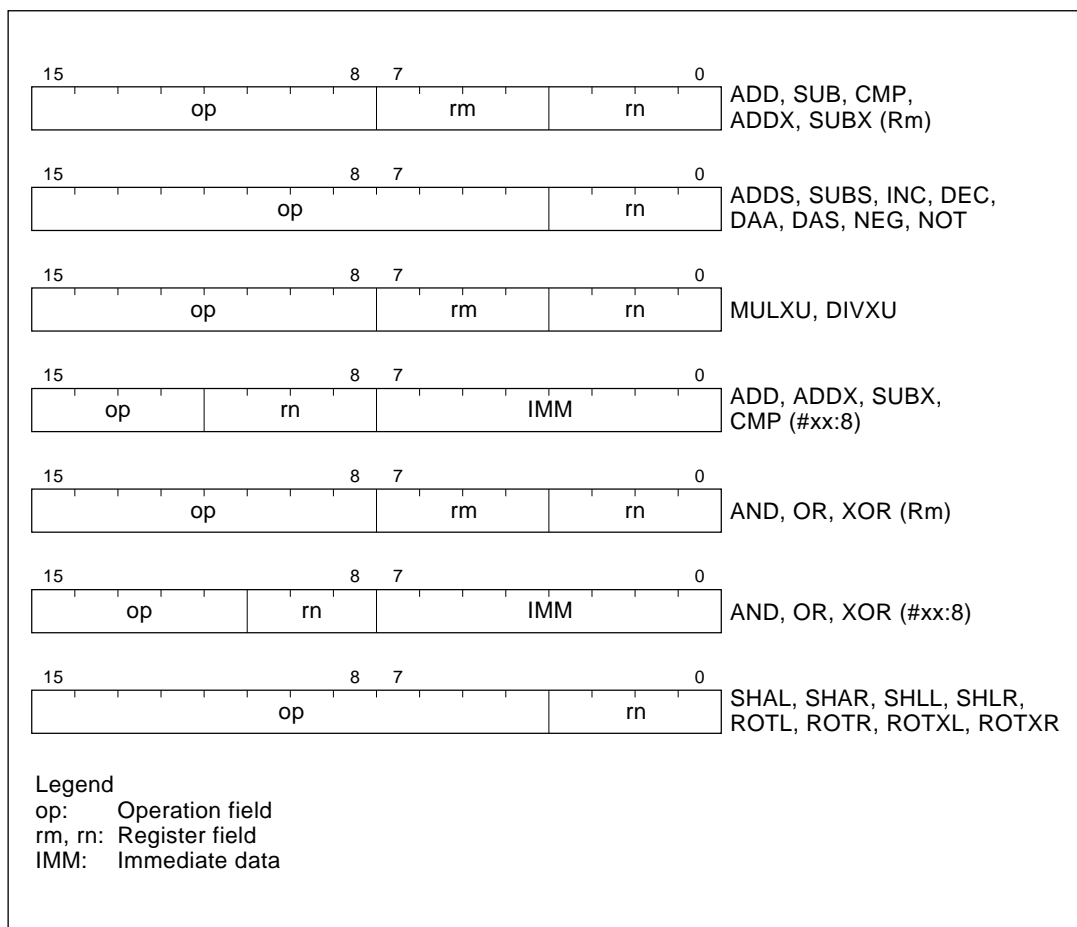 15 8 7 0
op rm rn
ADD, SUB, CMP,
ADDX, SUBX (Rm)
15 8 7 0
op rn
ADDS, SUBS, INC, DEC,
DAA, DAS, NEG, NOT
15 8 7 0
op rm rn
MULXU, DIVXU
15 8 7 0
op rn IMM
ADD, ADDX, SUBX,
CMP (#xx:8)
15 8 7 0
op rm rn
AND, OR, XOR (Rm)
15 8 7 0
op rn IMM
AND, OR, XOR (#xx:8)
15 8 7 0
op rn
SHAL, SHAR, SHLL, SHLR,
ROTL, ROTR, ROTXL, ROTXR
Legend
op: Operation field
rm, rn: Register field
IMM: Immediate data